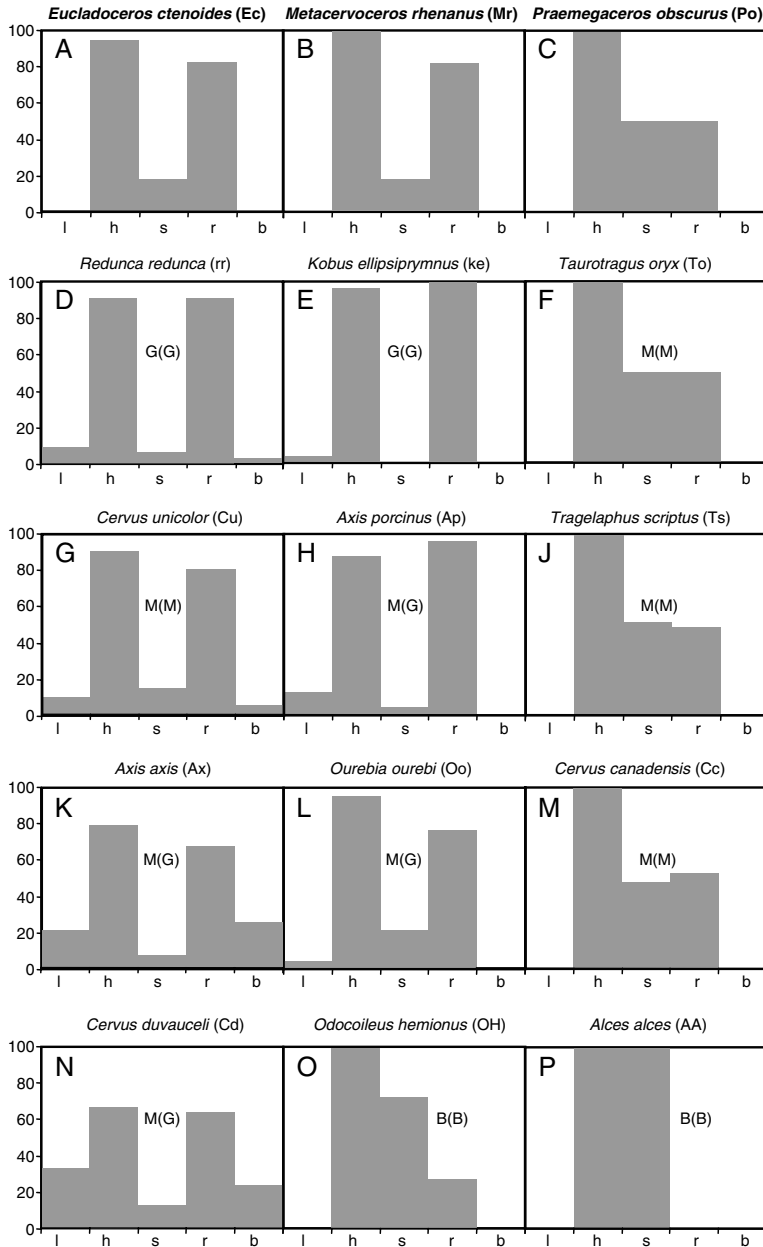 Eucladoceros ctenoides (Ec) Metacervoceros rhenanus (Mr) Praemegaceros obscurus (Po)
A B C
100
80
60
40
20
0
l h s r b l h s r b l h s r b
Redunca redunca (rr) Kobus ellipsiprymnus (ke) Taurotragus oryx (To)
D E F
G(G) G(G) M(M)
100
80
60
40
20
0
l h s r b l h s r b l h s r b
Cervus unicolor (Cu) Axis porcinus (Ap) Tragelaphus scriptus (Ts)
G H J
M(M) M(G) M(M)
100
80
60
40
20
0
l h s r b l h s r b l h s r b
Axis axis (Ax) Ourebia ourebi (Oo) Cervus canadensis (Cc)
K L M
M(G) M(G) M(M)
100
80
60
40
20
0
l h s r b l h s r b l h s r b
Cervus duvauceli (Cd) Odocoileus hemionus (OH) Alces alces (AA)
N O P
M(G) B(B) B(B)
100
80
60
40
20
0
l h s r b l h s r b l h s r b